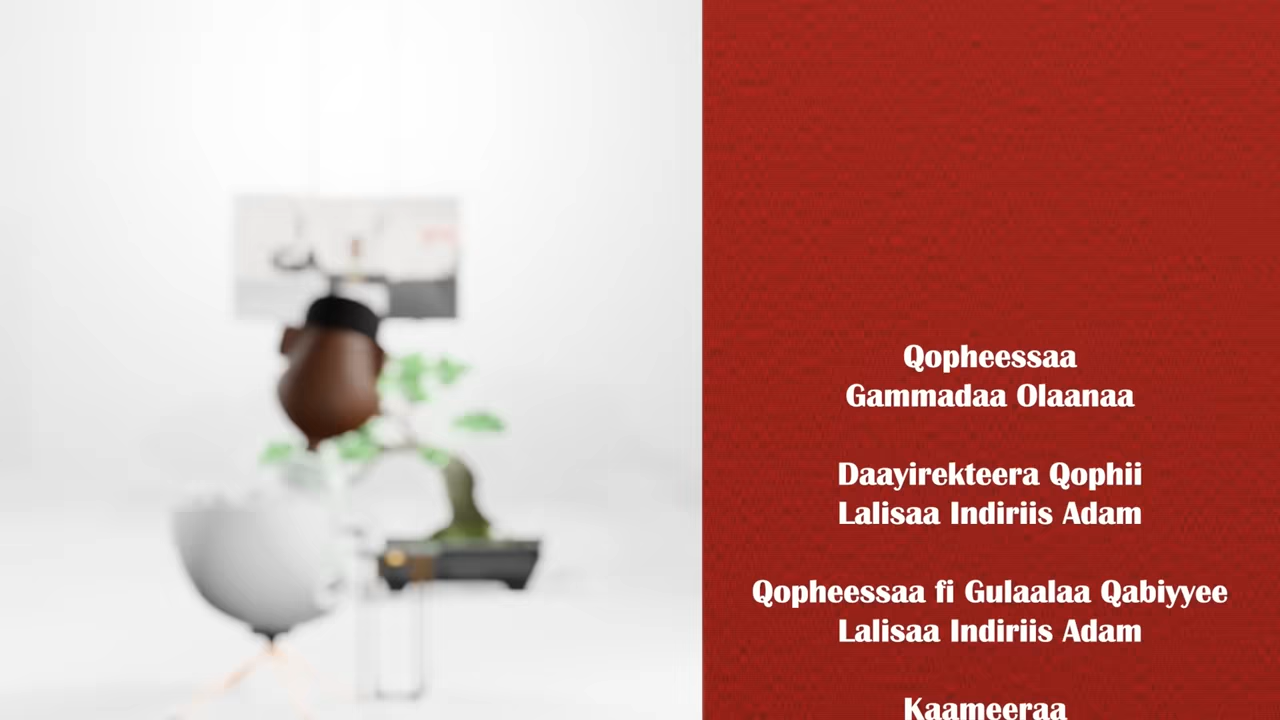 Qopheessaa
Gammadaa Olaanaa
Daayirekteera Qophii
Lalisaa Indiriis Adam
Qopheessaa fi Gulaalaa Qabiyyee
Lalisaa Indiriis Adam
Kaameeraa